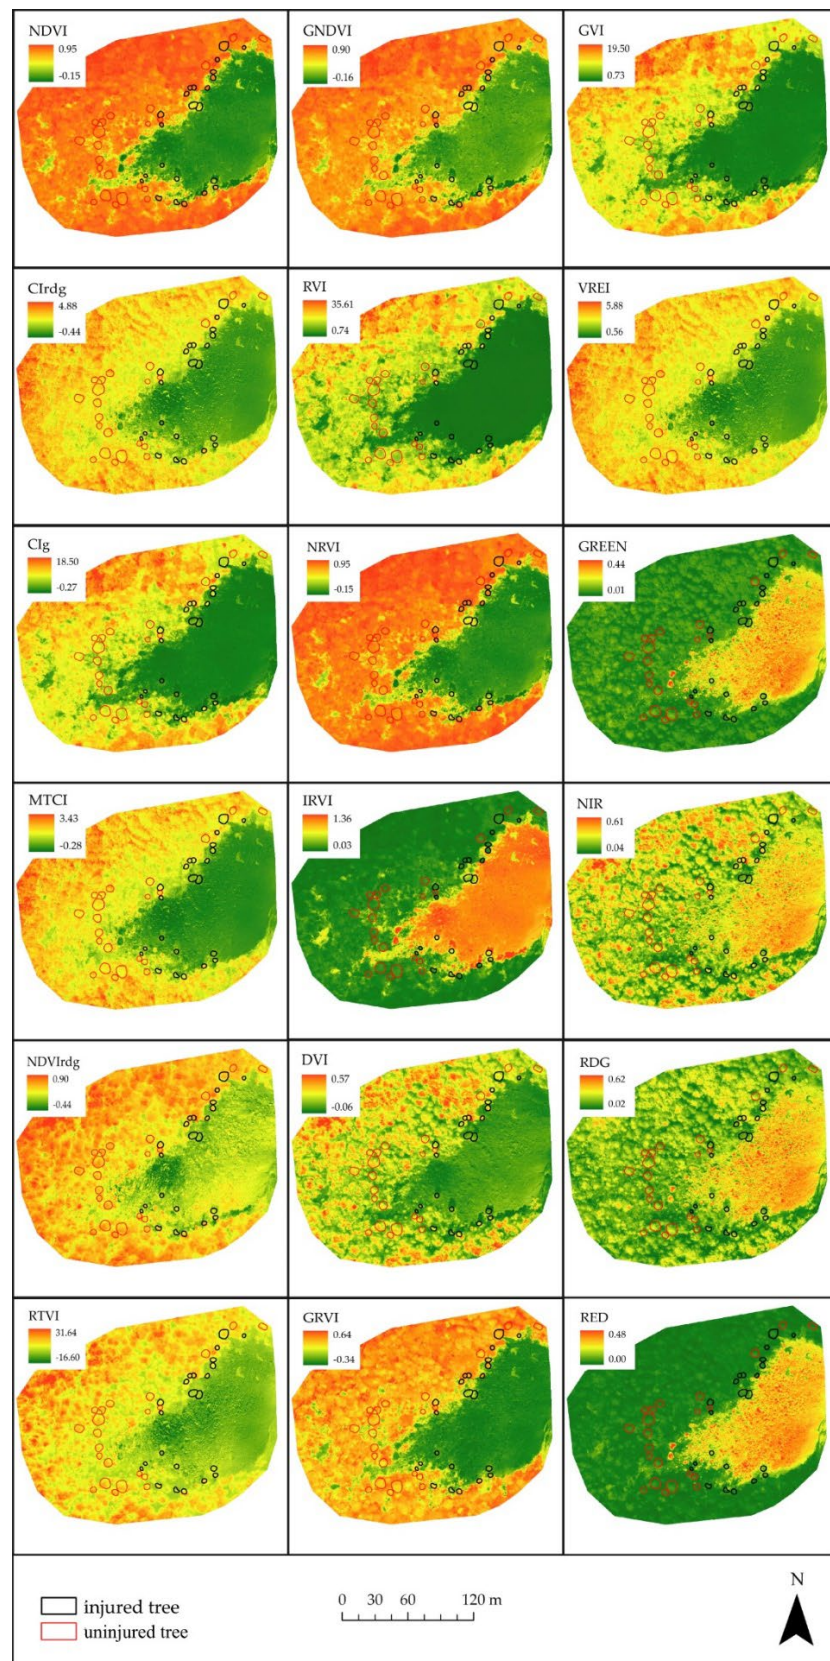 NDVI
0.95
-0.15
GNDVI
0.90
-0.16
GVI
19.50
0.73
CIrdg
4.88
-0.44
RVI
35.61
0.74
VREI
5.88
0.56
CIg
18.50
-0.27
NRVI
0.95
-0.15
GREEN
0.44
0.01
MTCI
3.43
-0.28
IRVI
1.36
0.03
NIR
0.61
0.04
NDVIrdg
0.90
-0.44
DVI
0.57
-0.06
RDG
0.62
0.02
RTVI
31.64
-16.60
GRVI
0.64
-0.34
RED
0.48
0.00
injured tree
uninjured tree
0 30 60 120 m
N